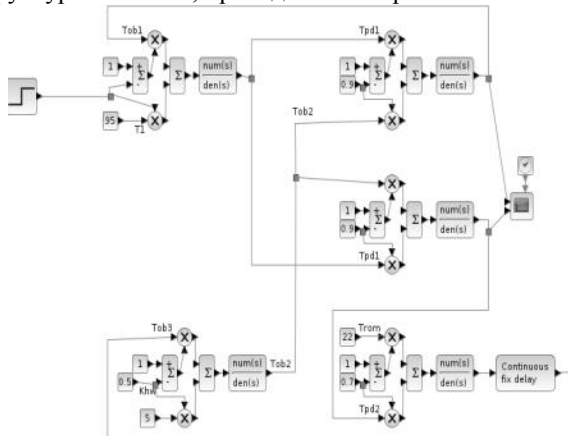 Tob1
Tpd1
1
+
-
Σ
Σ
num(s)
den(s)
95
T1
1
+
-
0.9
Σ
Σ
num(s)
den(s)
Tob2
1
+
-
0.9
Σ
Σ
num(s)
den(s)
Tpd1
Tob3
1
+
-
0.5
Σ
Σ
num(s)
den(s)
Tob2
Khw
5
Trom
22
1
+
-
0.7
Σ
Σ
num(s)
den(s)
Continuous
fix delay
Tpd2